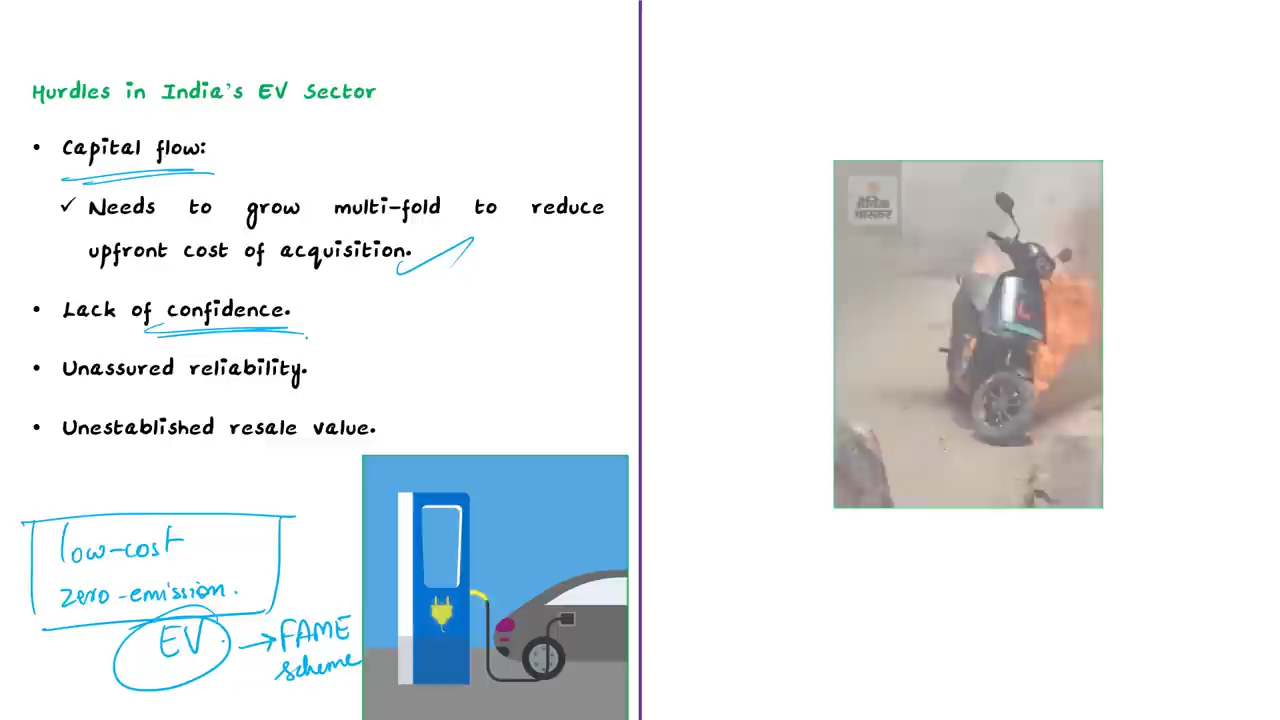 Hurdles in India's EV Sector
• Capital flow:
✓ Needs to grow multi-fold to reduce
upfront cost of acquisition.
• Lack of confidence.
• Unassured reliability.
• Unestablished resale value.
low-cost
zero-emission.
EV → FAME
scheme
दैनिक
भास्कर